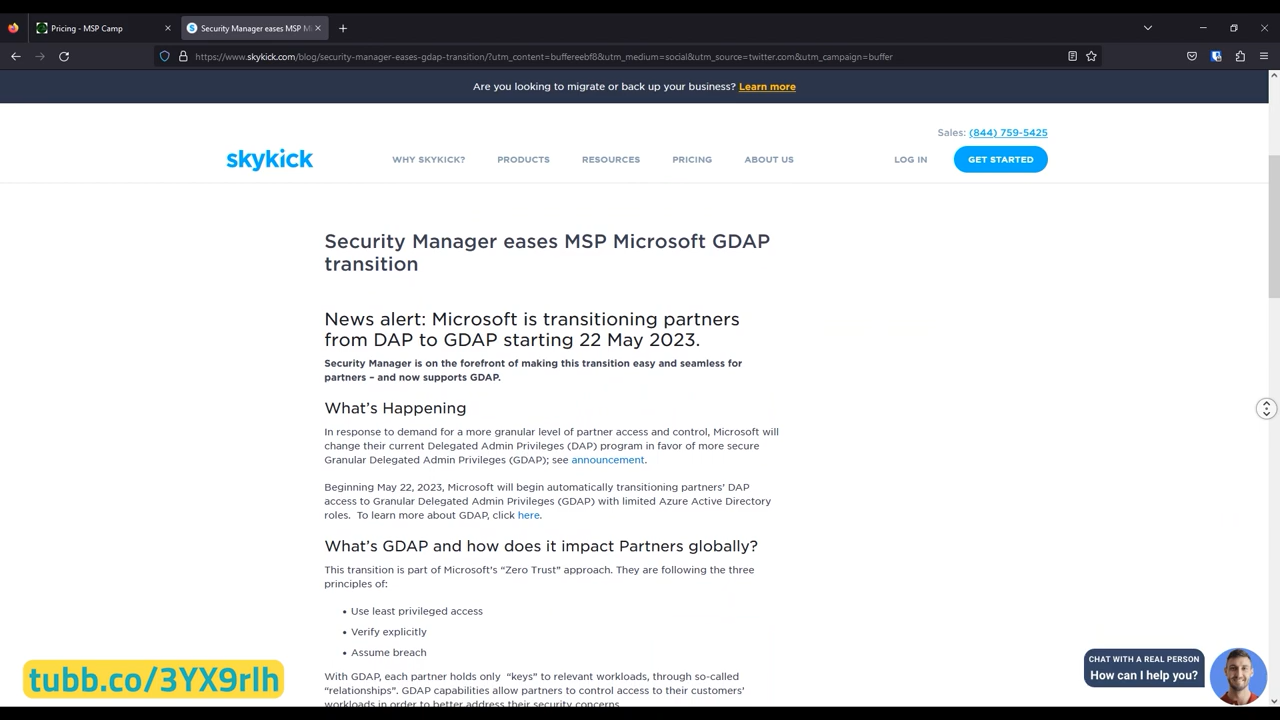 Pricing - MSP Camp
Security Manager eases MSP M
https://www.skykick.com/blog/security-manager-eases-gdap-transition/?utm_content=buffereebf8&utm_medium=social&utm_source=twitter.com&utm_campaign=buffer
Are you looking to migrate or back up your business? Learn more
Sales: (844) 759-5425
skykick
WHY SKYKICK? PRODUCTS RESOURCES PRICING ABOUT US LOG IN GET STARTED
Security Manager eases MSP Microsoft GDAP
transition
News alert: Microsoft is transitioning partners
from DAP to GDAP starting 22 May 2023.
Security Manager is on the forefront of making this transition easy and seamless for
partners – and now supports GDAP.
What's Happening
In response to demand for a more granular level of partner access and control, Microsoft will
change their current Delegated Admin Privileges (DAP) program in favor of more secure
Granular Delegated Admin Privileges (GDAP); see announcement.
Beginning May 22, 2023, Microsoft will begin automatically transitioning partners' DAP
access to Granular Delegated Admin Privileges (GDAP) with limited Azure Active Directory
roles. To learn more about GDAP, click here.
What's GDAP and how does it impact Partners globally?
This transition is part of Microsoft's "Zero Trust" approach. They are following the three
principles of:
• Use least privileged access
• Verify explicitly
• Assume breach
With GDAP, each partner holds only "keys" to relevant workloads, through so-called
"relationships". GDAP capabilities allow partners to control access to their customers'
workloads in order to better address their security concerns.
tubb.co/3YX9rlh
CHAT WITH A REAL PERSON
How can I help you?